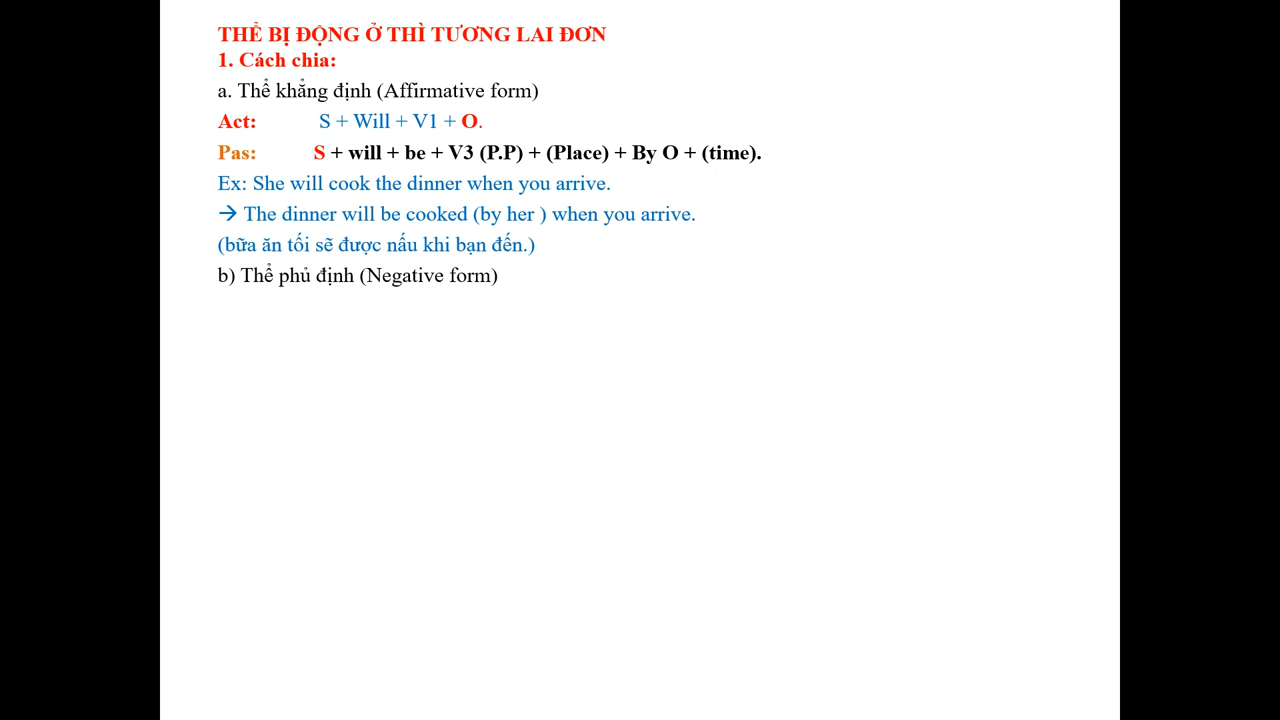 THỂ BỊ ĐỘNG Ở THÌ TƯƠNG LAI ĐƠN
1. Cách chia:
a. Thể khẳng định (Affirmative form)
Act: S + Will + V1 + O.
Pas: S + will + be + V3 (P.P) + (Place) + By O + (time).
Ex: She will cook the dinner when you arrive.
→ The dinner will be cooked (by her ) when you arrive.
(bữa ăn tối sẽ được nấu khi bạn đến.)
b) Thể phủ định (Negative form)